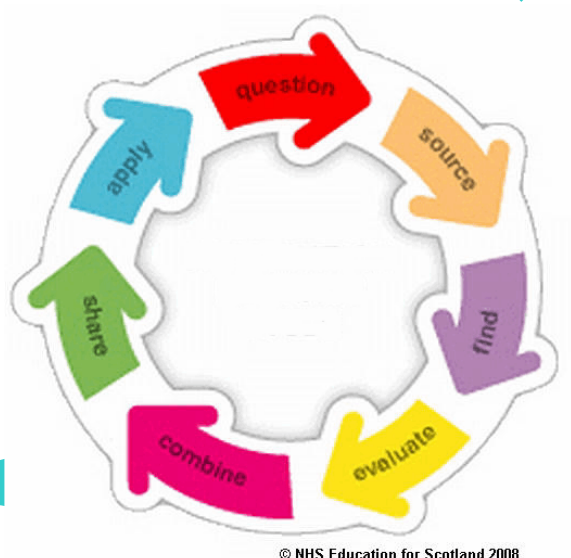 question
source
find
evaluate
combine
share
apply
© NHS Education for Scotland 2008